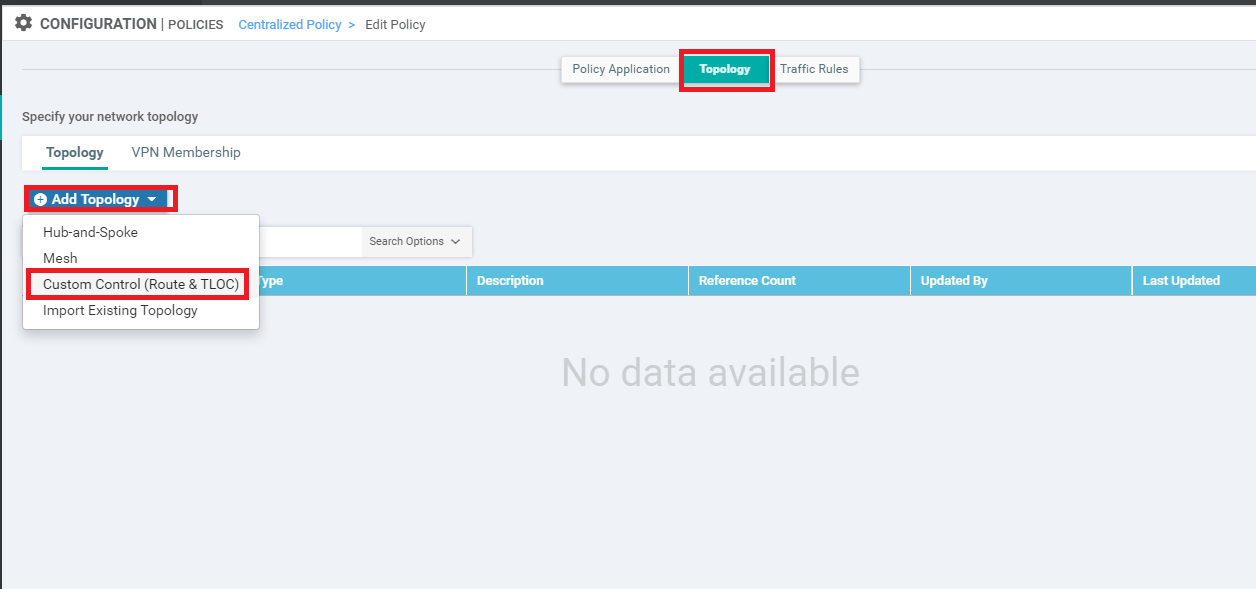 CONFIGURATION | POLICIES Centralized Policy > Edit Policy
Policy Application Topology Traffic Rules
Specify your network topology
Topology VPN Membership
Add Topology
Hub-and-Spoke
Search Options
Mesh
Custom Control (Route & TLOC)
Import Existing Topology
Type Description Reference Count Updated By Last Updated
No data available